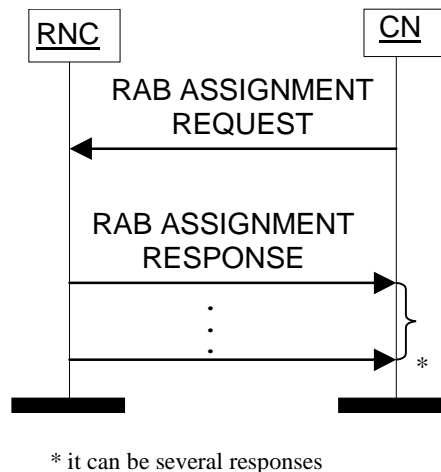 RNC
CN
RAB ASSIGNMENT
REQUEST
RAB ASSIGNMENT
RESPONSE
*
* it can be several responses